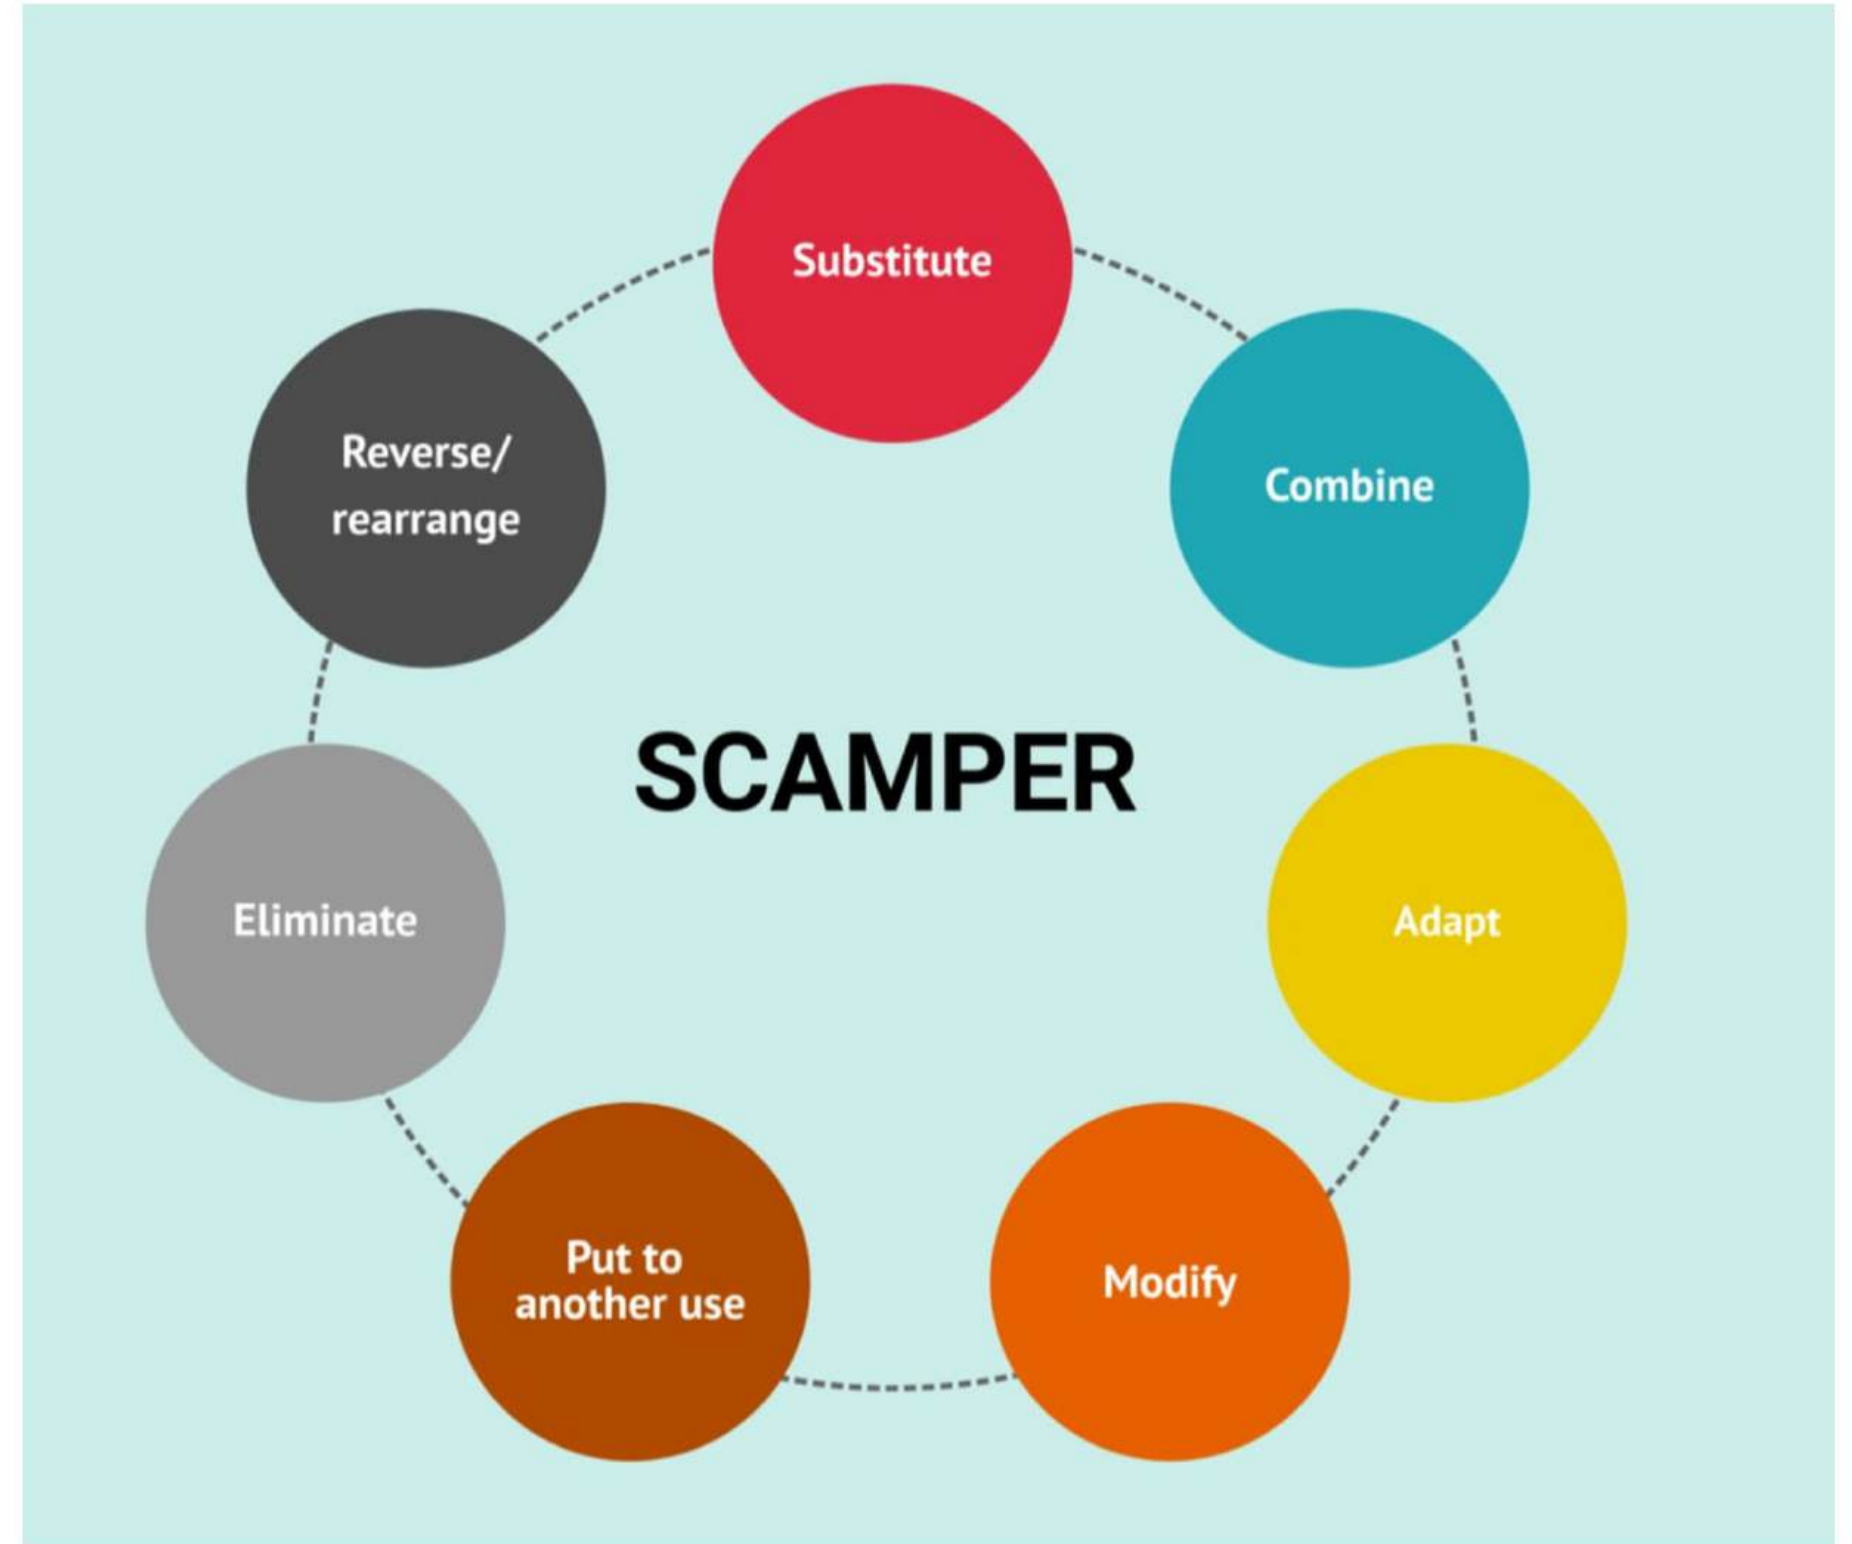 Substitute
Combine
Adapt
Modify
Put to
another use
Eliminate
Reverse/
rearrange
SCAMPER